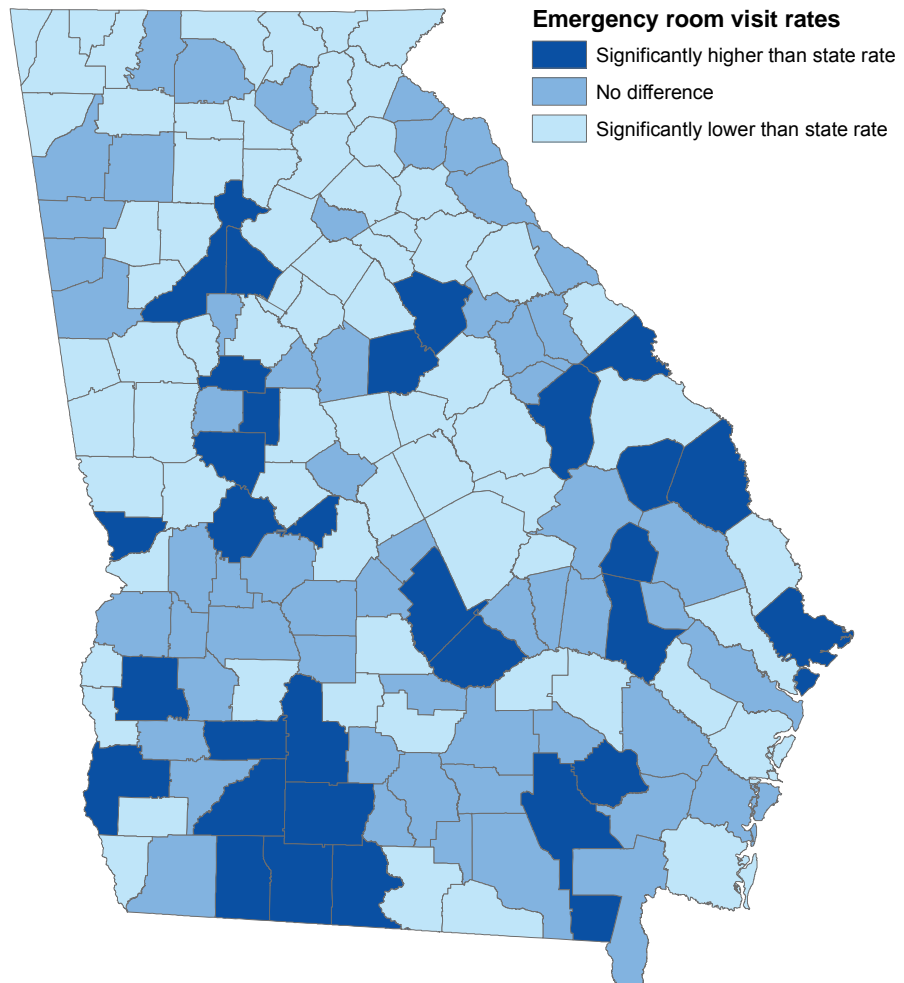 Emergency room visit rates
Significantly higher than state rate
No difference
Significantly lower than state rate